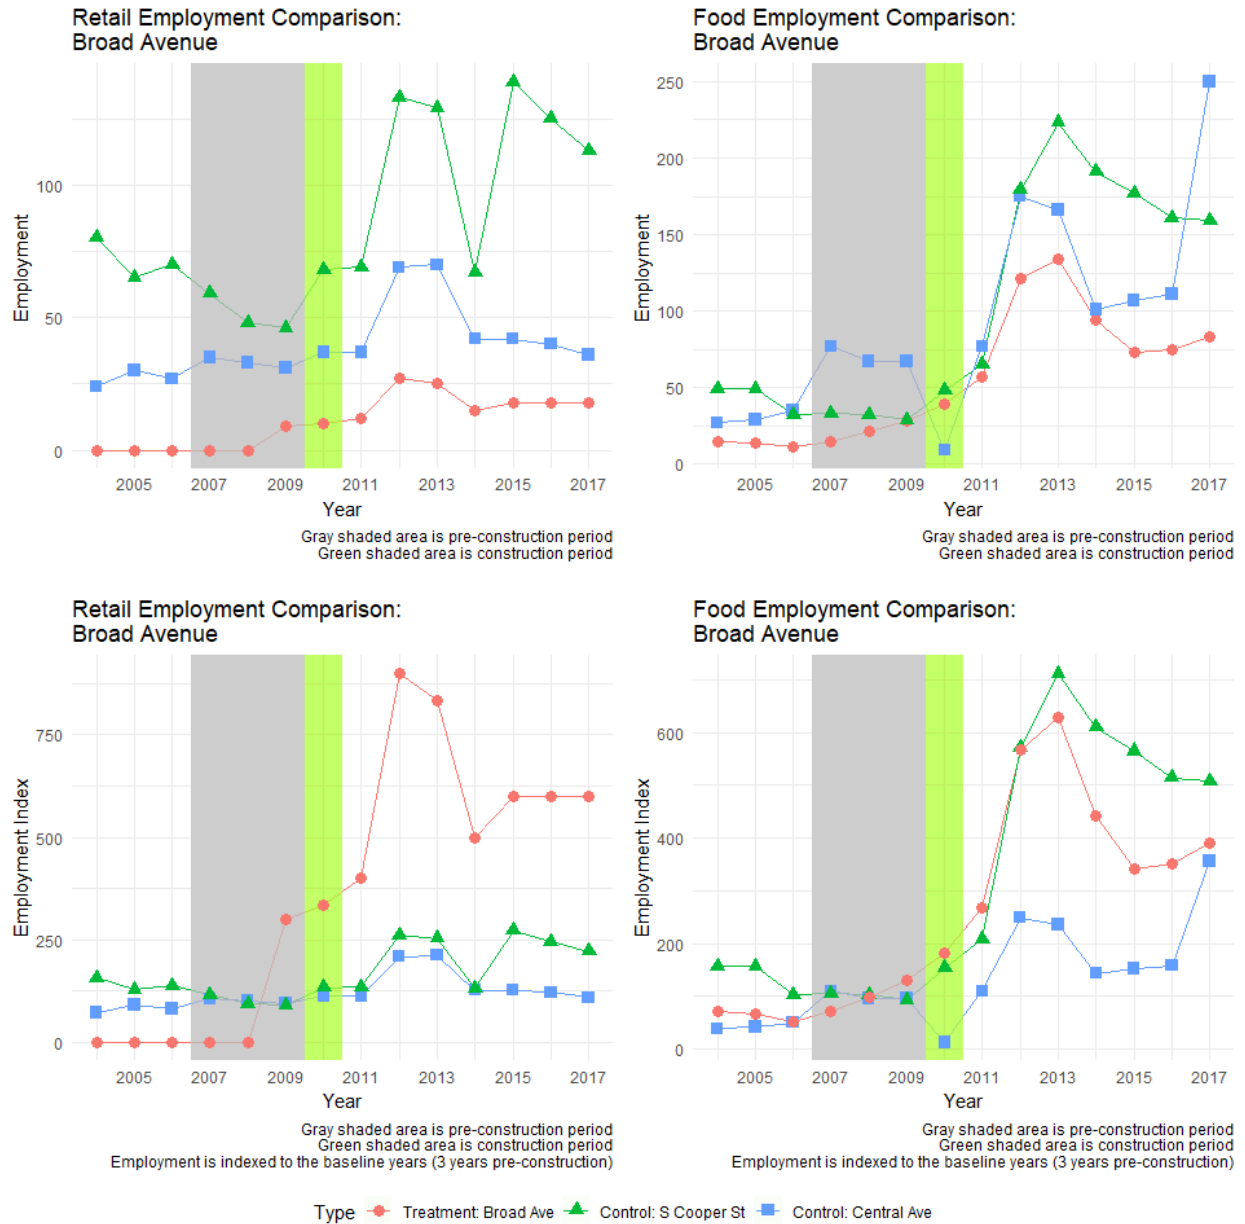 Retail Employment Comparison:
Broad Avenue
Employment
100
50
0
2005 2007 2009 2011 2013 2015 2017
Year
Gray shaded area is pre-construction period
Green shaded area is construction period
Food Employment Comparison:
Broad Avenue
Employment
250
200
150
100
50
0
2005 2007 2009 2011 2013 2015 2017
Year
Gray shaded area is pre-construction period
Green shaded area is construction period
Retail Employment Comparison:
Broad Avenue
Employment Index
750
500
250
0
2005 2007 2009 2011 2013 2015 2017
Year
Gray shaded area is pre-construction period
Green shaded area is construction period
Employment is indexed to the baseline years (3 years pre-construction)
Food Employment Comparison:
Broad Avenue
Employment Index
600
400
200
0
2005 2007 2009 2011 2013 2015 2017
Year
Gray shaded area is pre-construction period
Green shaded area is construction period
Employment is indexed to the baseline years (3 years pre-construction)
Type Treatment: Broad Ave Control: S Cooper St Control: Central Ave